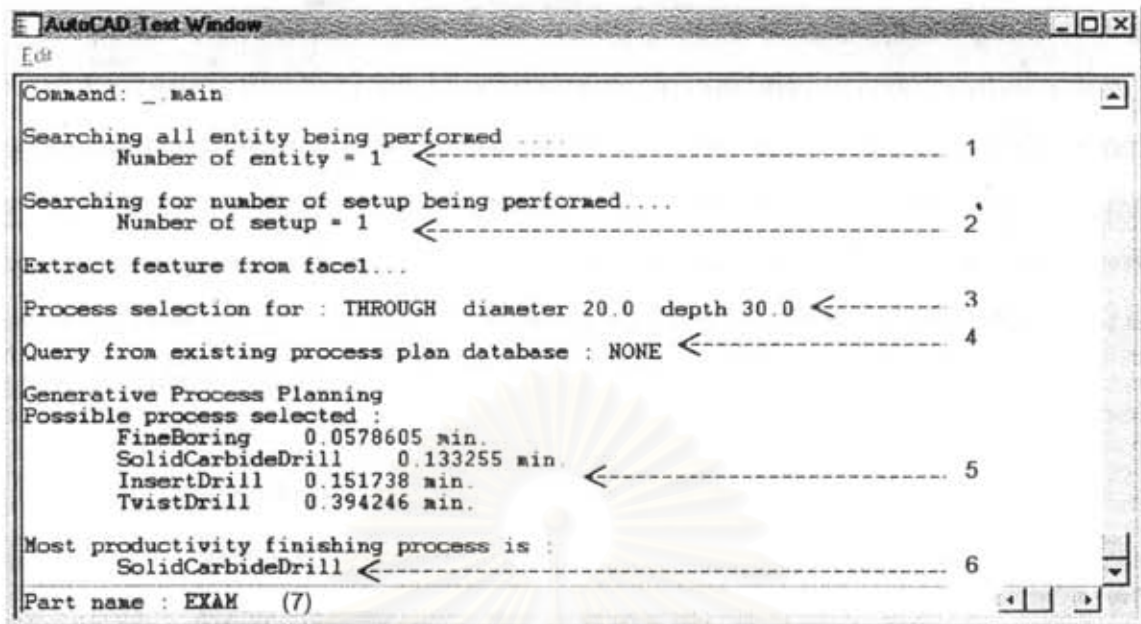 AutoCAD Text Window
Edit
Command: _.main
Searching all entity being performed ....
Number of entity = 1
1
Searching for number of setup being performed....
Number of setup = 1
2
Extract feature from face1...
Process selection for : THROUGH diameter 20.0 depth 30.0
3
Query from existing process plan database : NONE
4
Generative Process Planning
Possible process selected :
FineBoring 0.0578605 min.
SolidCarbideDrill 0.133255 min.
InsertDrill 0.151738 min.
TwistDrill 0.394246 min.
5
Most productivity finishing process is :
SolidCarbideDrill
6
Part name : EXAM (7)